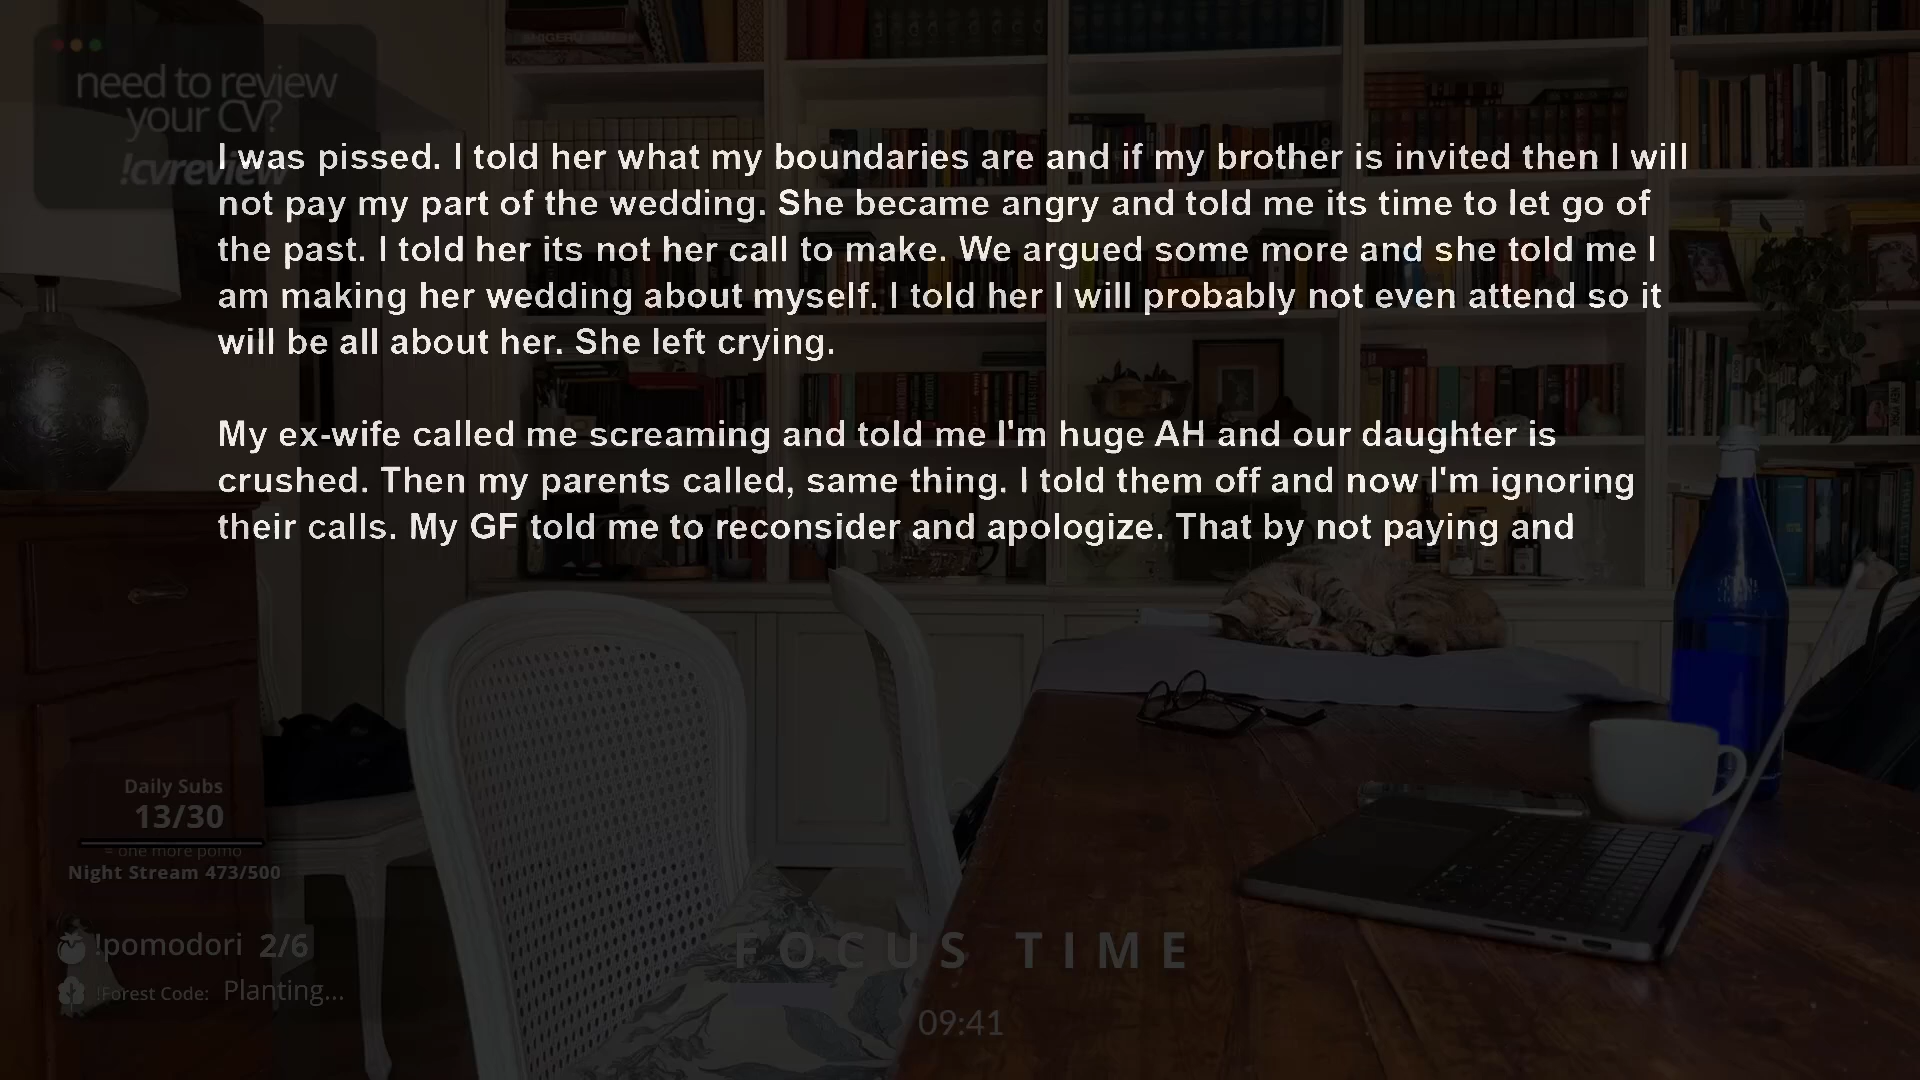 need to review
your CV?
!cvreview
I was pissed. I told her what my boundaries are and if my brother is invited then I will
not pay my part of the wedding. She became angry and told me its time to let go of
the past. I told her its not her call to make. We argued some more and she told me I
am making her wedding about myself. I told her I will probably not even attend so it
will be all about her. She left crying.
My ex-wife called me screaming and told me I'm huge AH and our daughter is
crushed. Then my parents called, same thing. I told them off and now I'm ignoring
their calls. My GF told me to reconsider and apologize. That by not paying and
Daily Subs
13/30
= one more pomo
Night Stream 473/500
!pomodori 2/6
!Forest Code: Planting...
FOCUS TIME
09:41